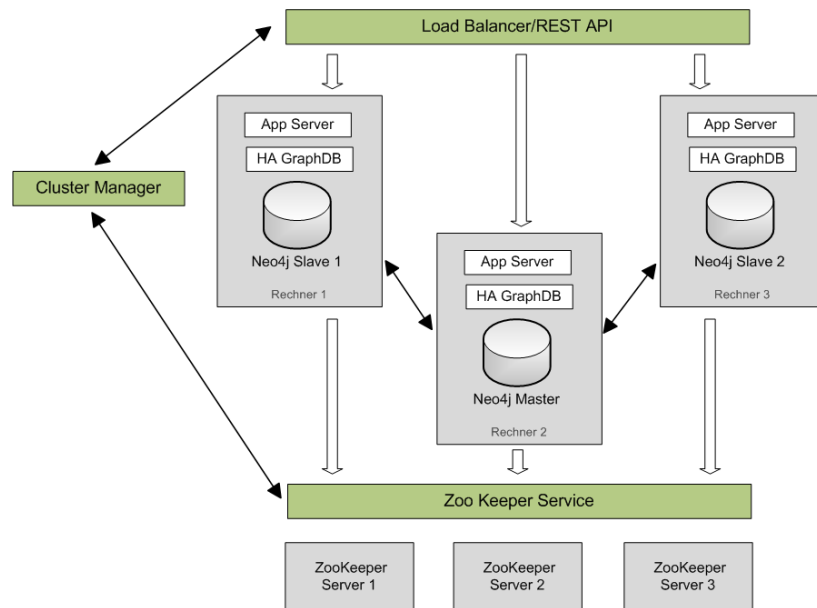 Load Balancer/REST API
App Server
HA GraphDB
Neo4j Slave 1
Rechner 1
App Server
HA GraphDB
Neo4j Slave 2
Rechner 3
Cluster Manager
App Server
HA GraphDB
Neo4j Master
Rechner 2
Zoo Keeper Service
ZooKeeper
Server 1
ZooKeeper
Server 2
ZooKeeper
Server 3